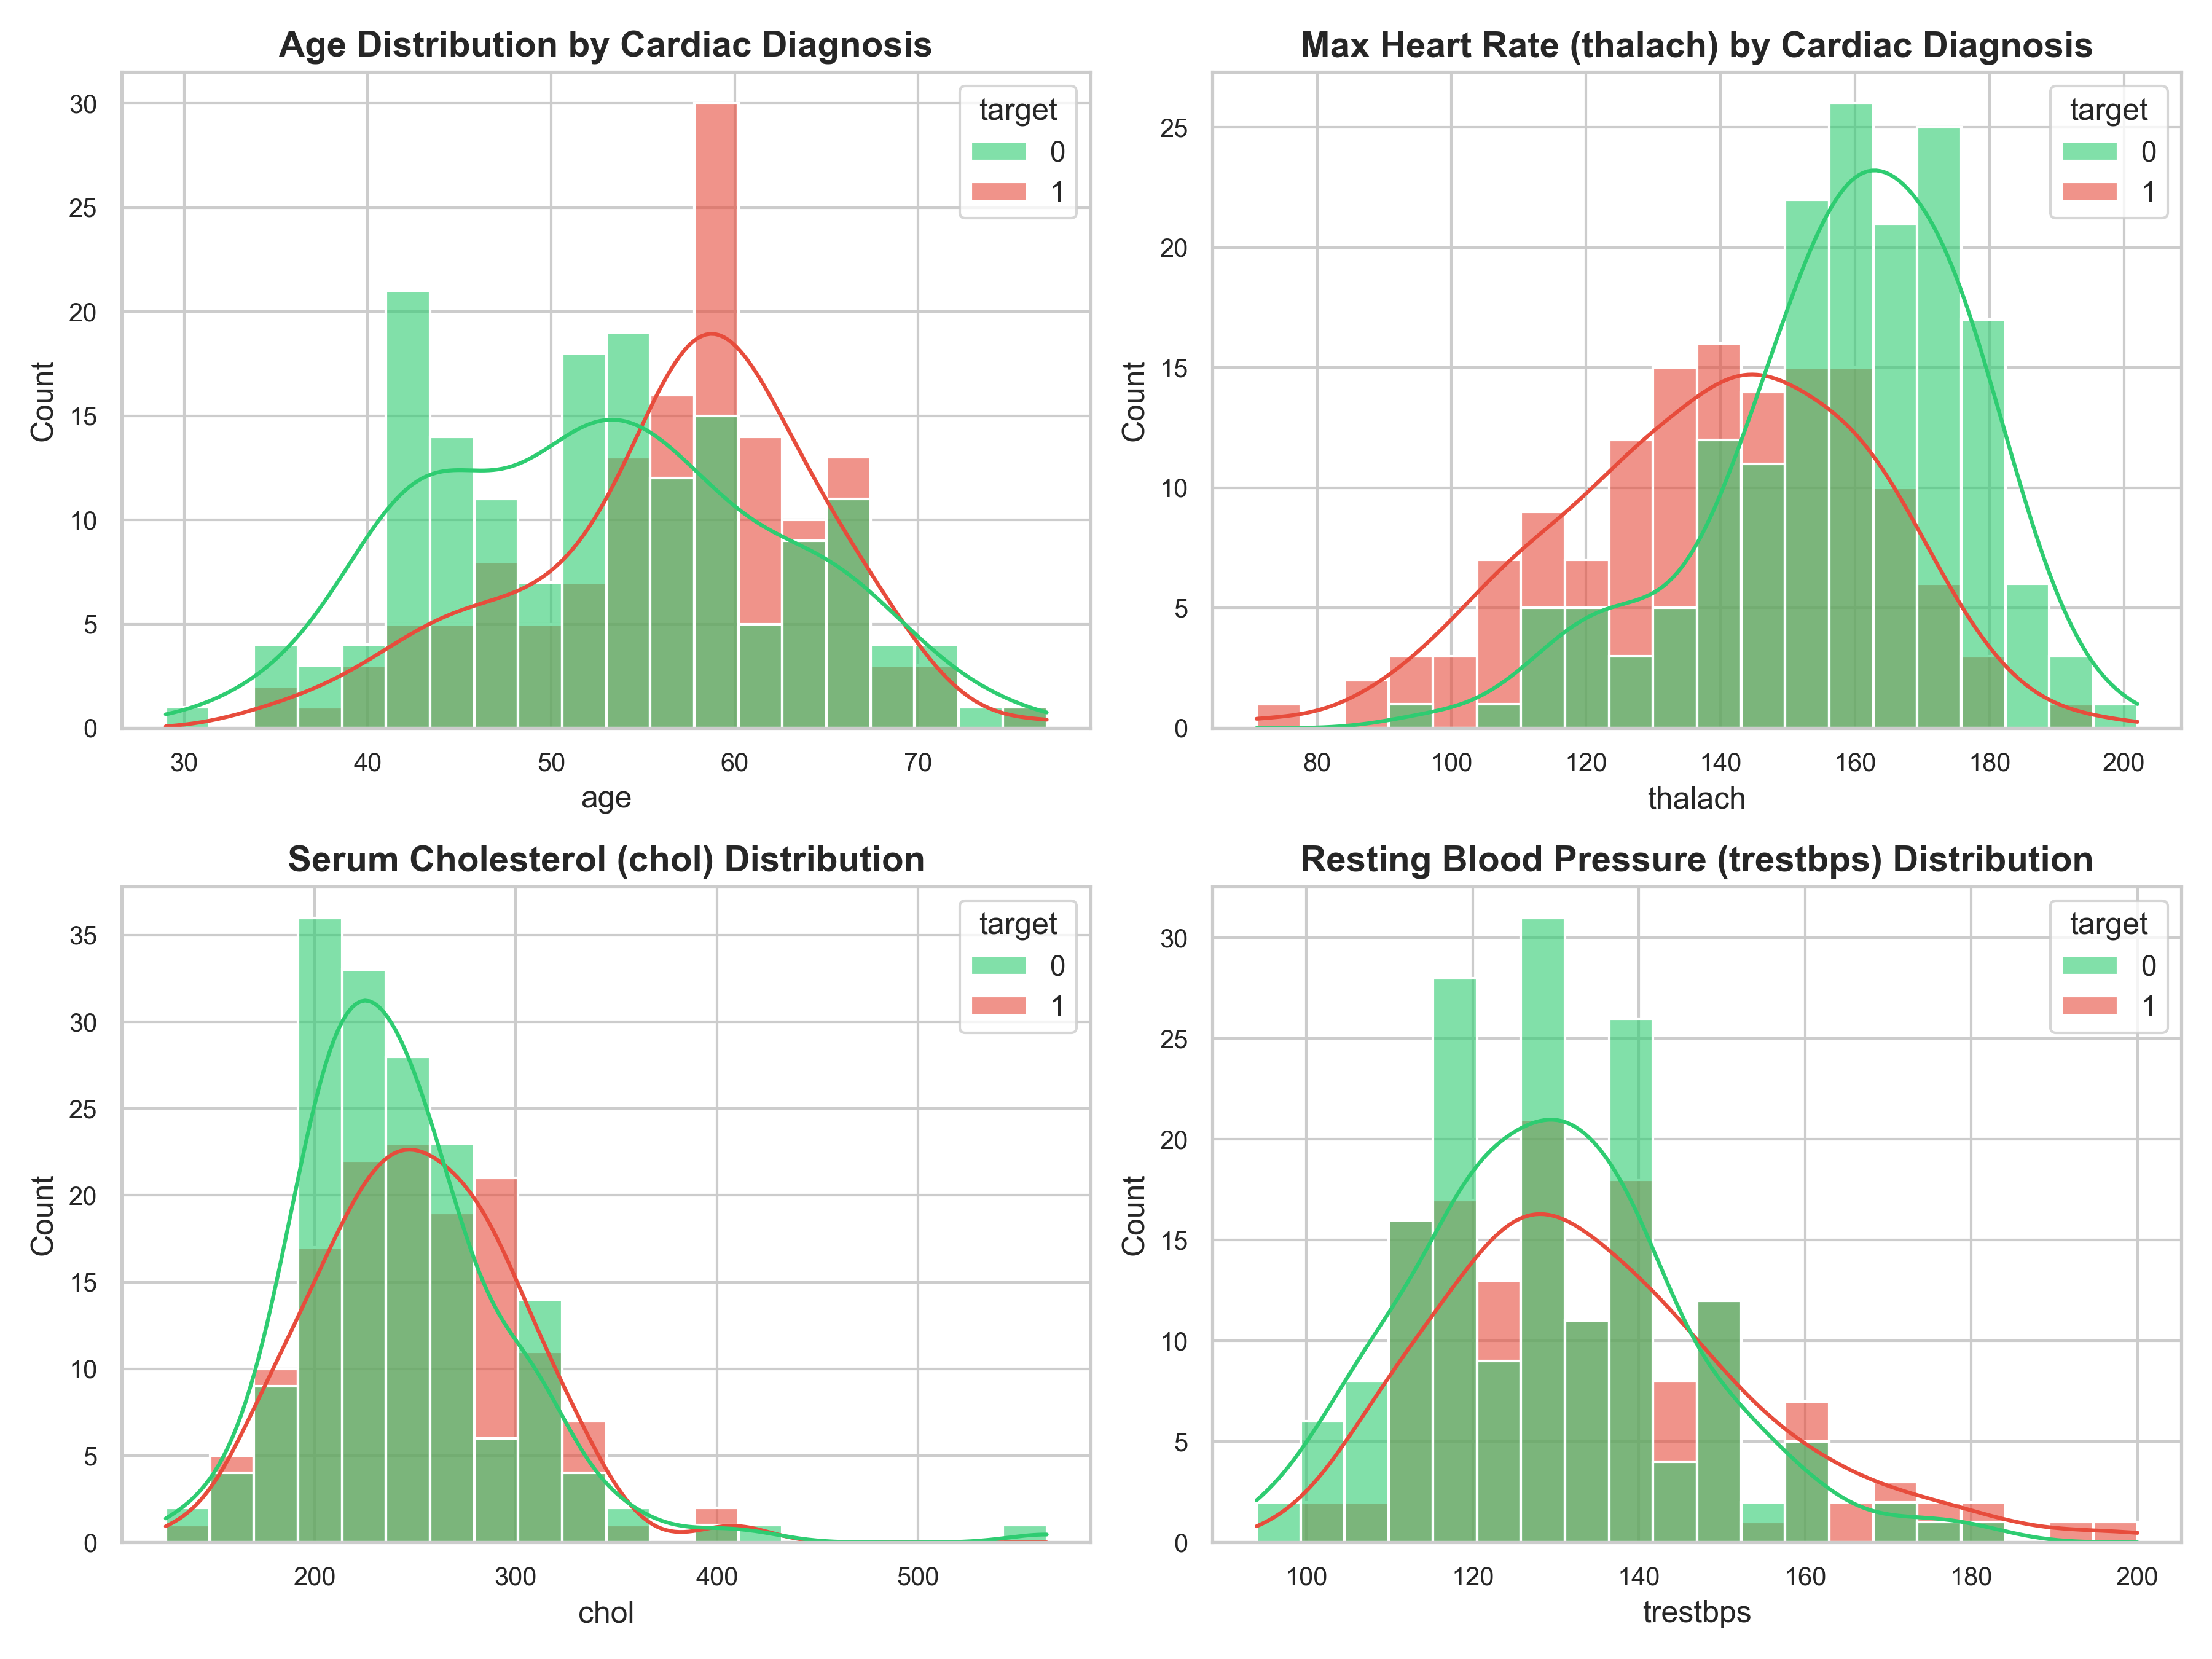 Age Distribution by Cardiac Diagnosis
target
0
1
30
25
20
15
10
5
0
Count
30 40 50 60 70
age
Max Heart Rate (thalach) by Cardiac Diagnosis
target
0
1
25
20
15
10
5
0
Count
80 100 120 140 160 180 200
thalach
Serum Cholesterol (chol) Distribution
target
0
1
35
30
25
20
15
10
5
0
Count
200 300 400 500
chol
Resting Blood Pressure (trestbps) Distribution
target
0
1
30
25
20
15
10
5
0
Count
100 120 140 160 180 200
trestbps